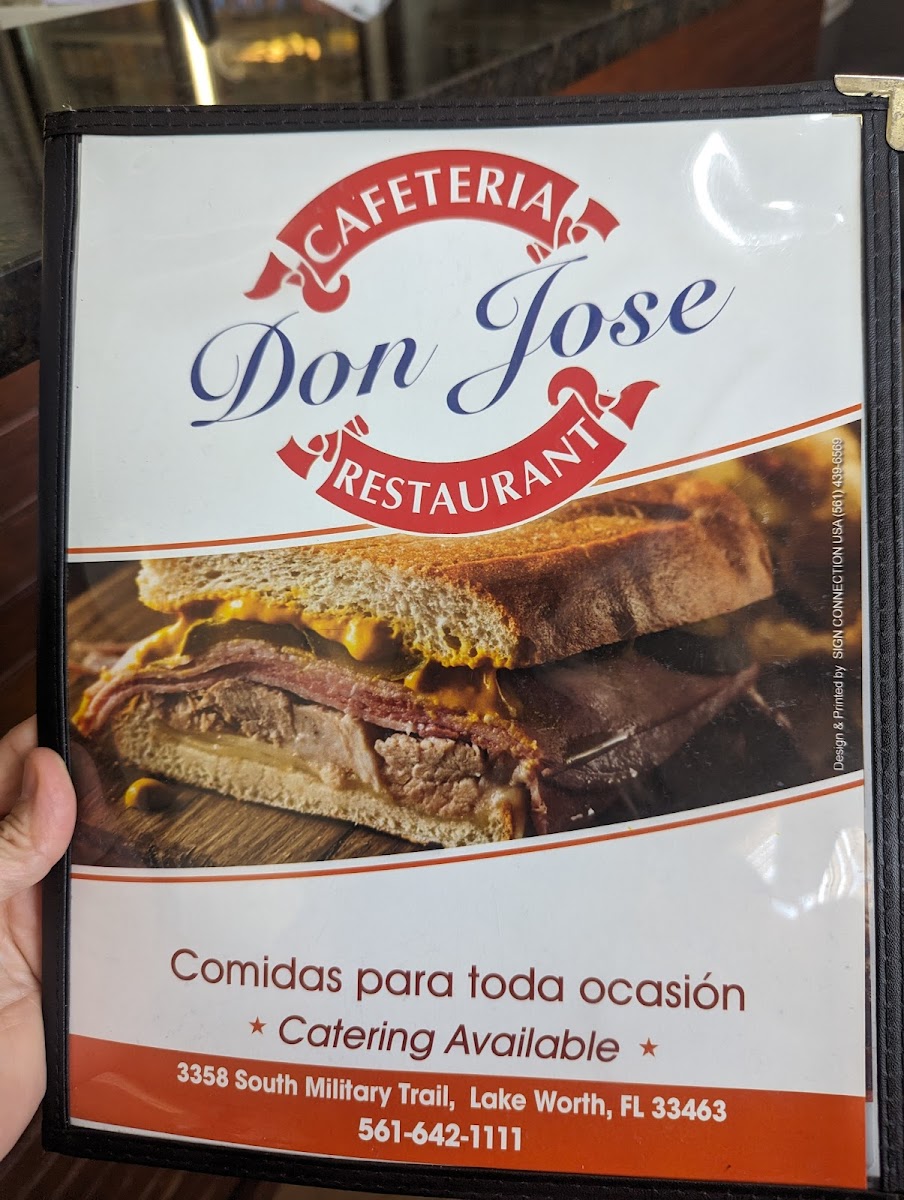 CAFETERIA
Don Jose
RESTAURANT
Design & Printed by SIGN CONNECTION USA (561) 439-6569
Comidas para toda ocasión
★ Catering Available ★
3358 South Military Trail, Lake Worth, FL 33463
561-642-1111